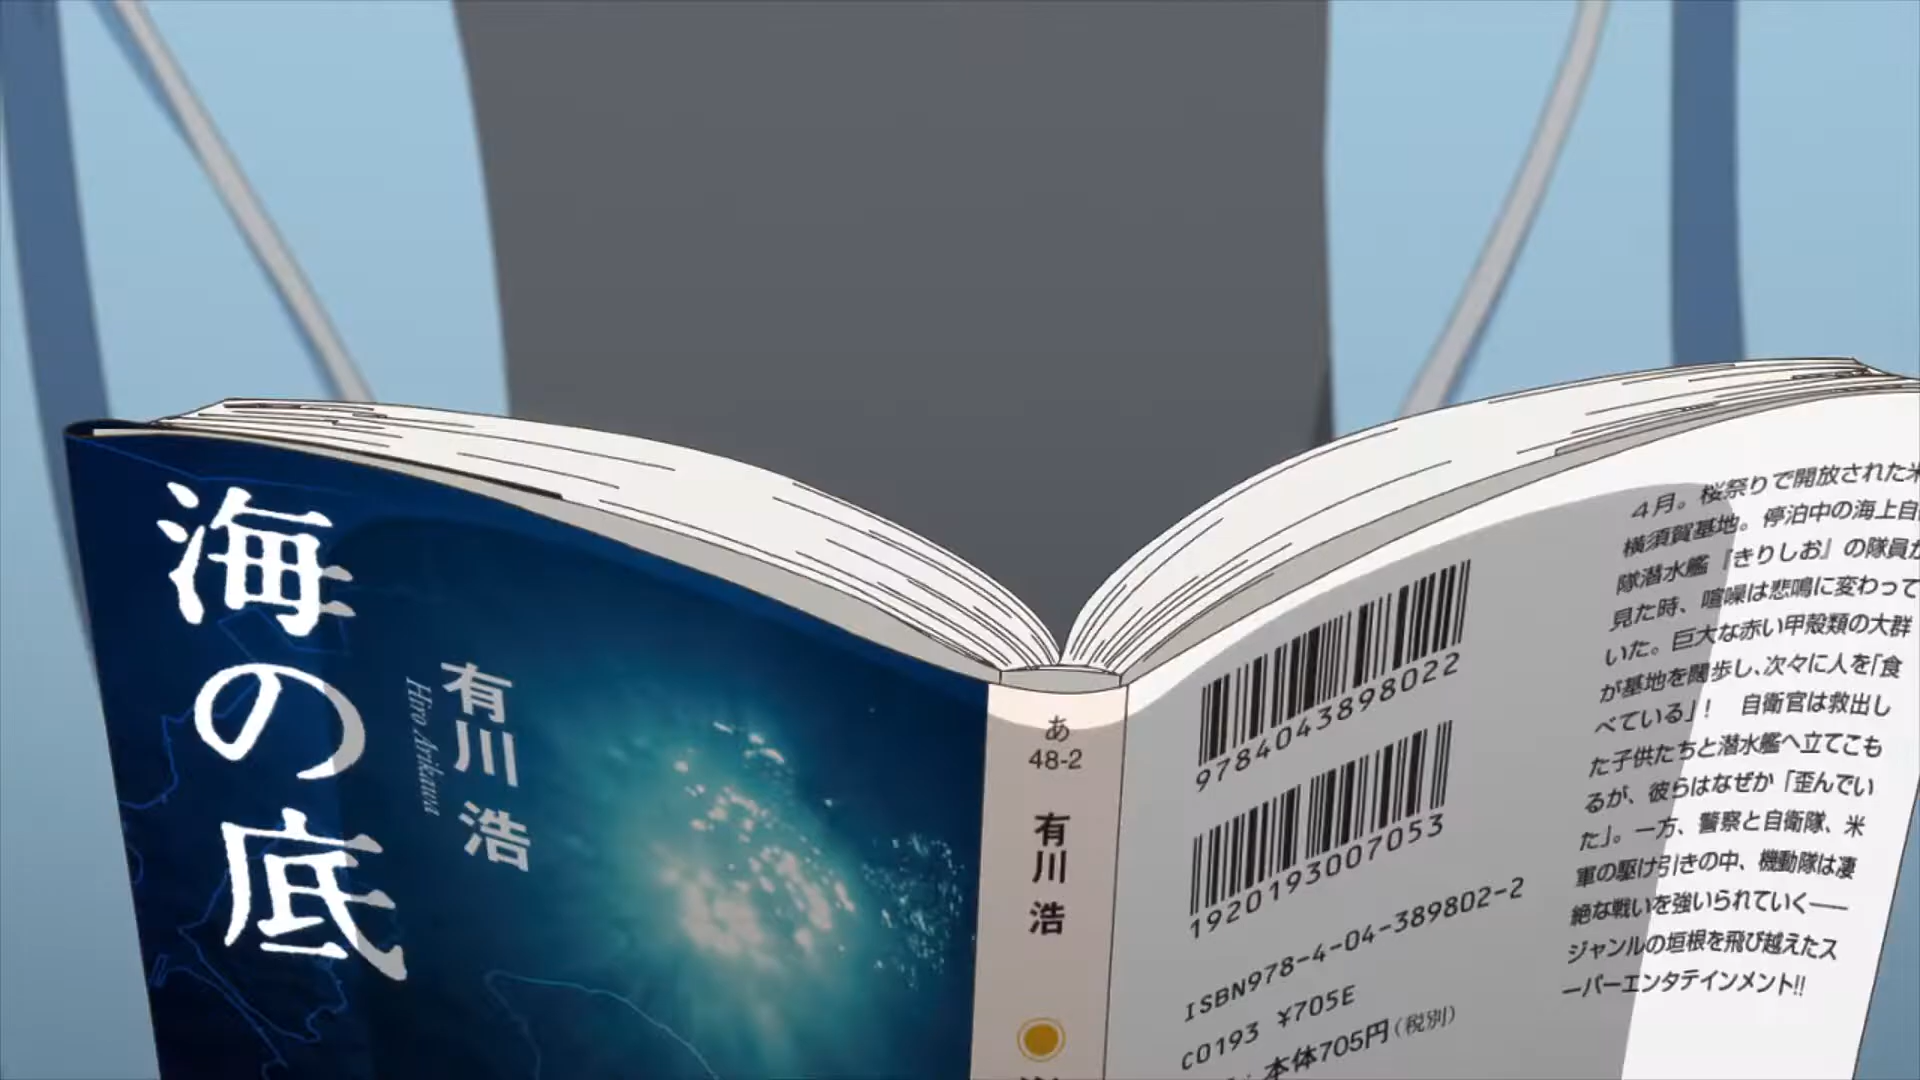 海の底
有川 浩
Hiro Arikawa
あ
48-2
有川 浩
9784043898022
1920193007053
ISBN978-4-04-389802-2
C0193 ¥705E
本体705円(税別)
4月。桜祭りで開放された米
横須賀基地。停泊中の海上自
隊潜水艦『きりしお』の隊員が
見た時、喧噪は悲鳴に変わって
いた。巨大な赤い甲殻類の大群
が基地を闊歩し、次々に人を「食
べている」! 自衛官は救出し
た子供たちと潜水艦へ立てこも
るが、彼らはなぜか「歪んでい
た」。一方、警察と自衛隊、米
軍の駆け引きの中、機動隊は凄
絶な戦いを強いられていく――
ジャンルの垣根を飛び越えたス
ーパーエンタテインメント!!